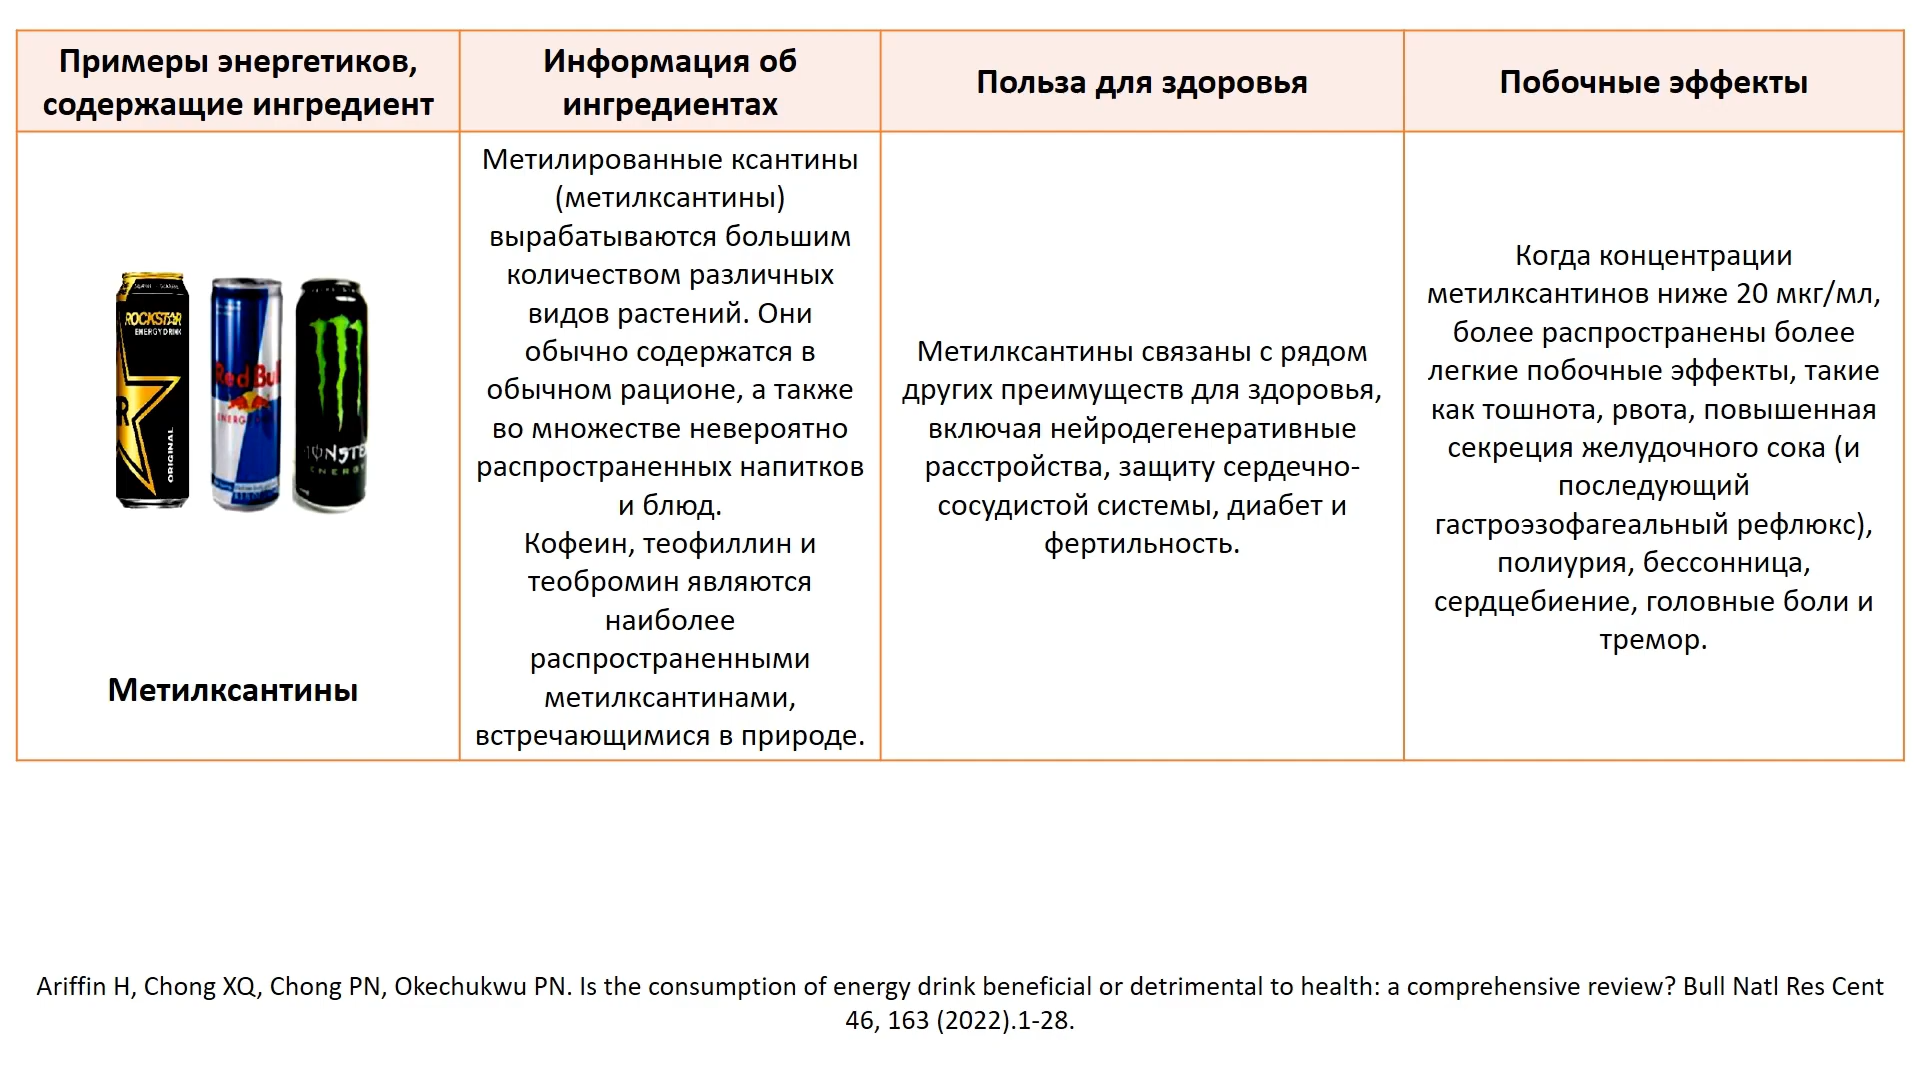 Примеры энергетиков,
содержащие ингредиент
Информация об
ингредиентах
Польза для здоровья
Побочные эффекты
ROCKSTAR
ENERGY DRINK
ORIGINAL
RedBull
MONSTER
ENERGY
Метилксантины
Метилированные ксантины
(метилксантины)
вырабатываются большим
количеством различных
видов растений. Они
обычно содержатся в
обычном рационе, а также
во множестве невероятно
распространенных напитков
и блюд.
Кофеин, теофиллин и
теобромин являются
наиболее
распространенными
метилксантинами,
встречающимися в природе.
Метилксантины связаны с рядом
других преимуществ для здоровья,
включая нейродегенеративные
расстройства, защиту сердечно-
сосудистой системы, диабет и
фертильность.
Когда концентрации
метилксантинов ниже 20 мкг/мл,
более распространены более
легкие побочные эффекты, такие
как тошнота, рвота, повышенная
секреция желудочного сока (и
последующий
гастроэзофагеальный рефлюкс),
полиурия, бессонница,
сердцебиение, головные боли и
тремор.
Ariffin H, Chong XQ, Chong PN, Okechukwu PN. Is the consumption of energy drink beneficial or detrimental to health: a comprehensive review? Bull Natl Res Cent
46, 163 (2022).1-28.